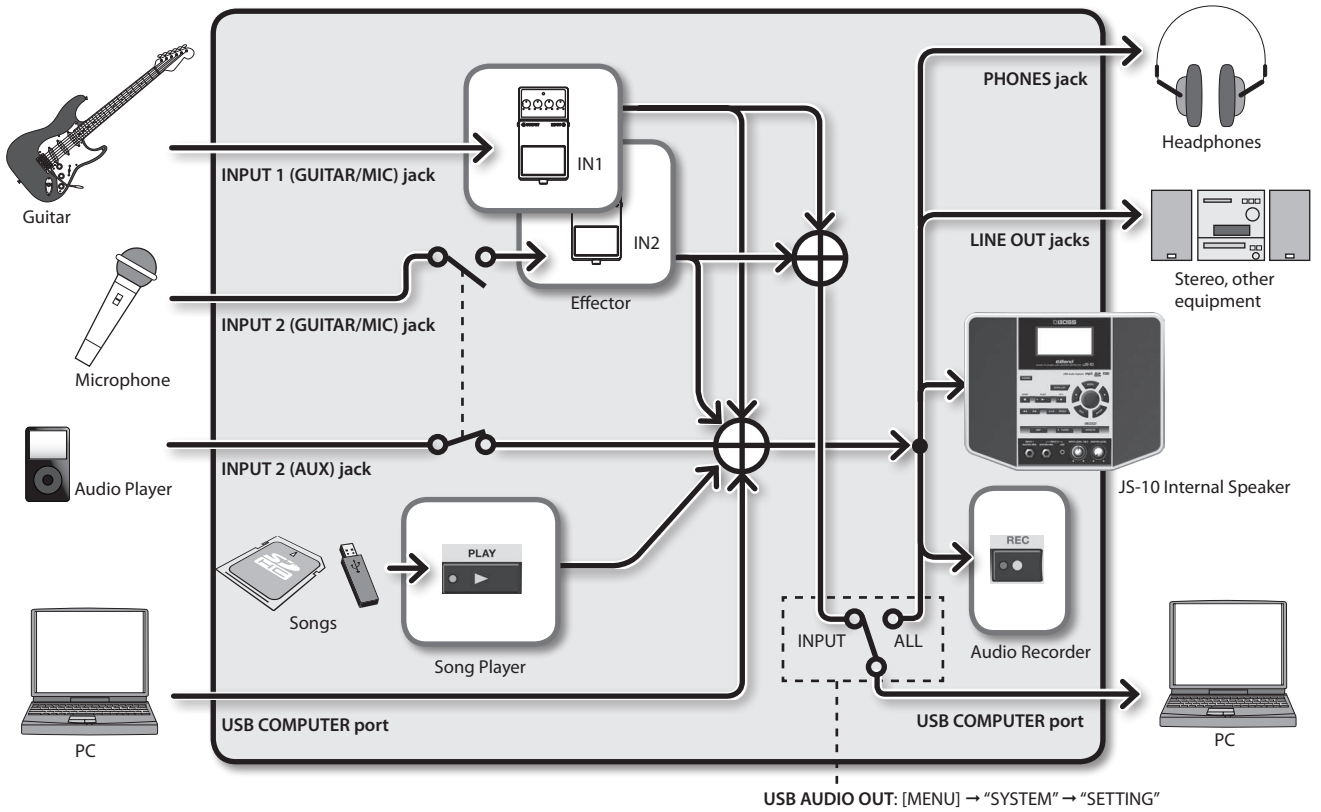 Guitar
INPUT 1 (GUITAR/MIC) jack
IN1
IN2
Effector
PHONES jack
Headphones
LINE OUT jacks
Stereo, other
equipment
Microphone
INPUT 2 (GUITAR/MIC) jack
BOSS
JS-10 Internal Speaker
Audio Player
INPUT 2 (AUX) jack
Songs
PLAY
Song Player
REC
Audio Recorder
INPUT
ALL
PC
USB COMPUTER port
USB COMPUTER port
PC
USB AUDIO OUT: [MENU] → “SYSTEM” → “SETTING”